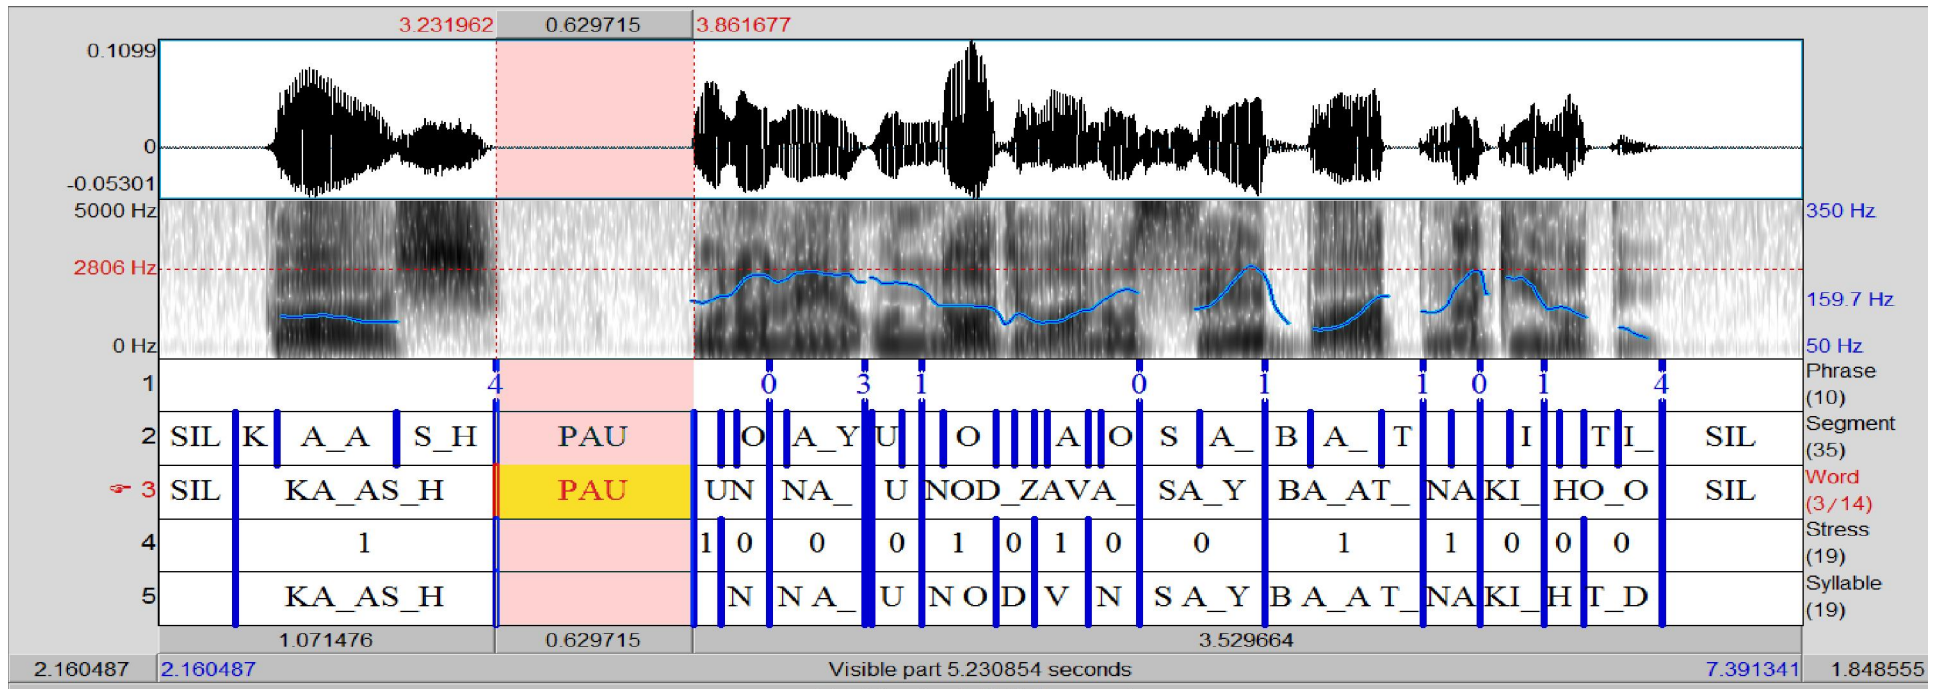 3.231962 0.629715 3.861677
0.1099
0
-0.05301
5000 Hz 350 Hz
2806 Hz
159.7 Hz
0 Hz 50 Hz
1 4 0 3 1 0 1 1 0 1 4 Phrase (10)
2 SIL K A_A S_H PAU O A_Y U O A O S A_ B A_ T I T I_ SIL Segment (35)
3 SIL KA_AS_H PAU UN NA_ U NOD_ZAVA_ SA_Y BA_AT_ NA KI_ HO_O SIL Word (3/14)
4 1 1 0 0 0 1 0 1 0 0 1 1 0 0 0 Stress (19)
5 KA_AS_H N NA_ U NO D V N SA_Y BA_AT_ NA KI_ H T_D Syllable (19)
1.071476 0.629715 3.529664
2.160487 2.160487 Visible part 5.230854 seconds 7.391341 1.848555